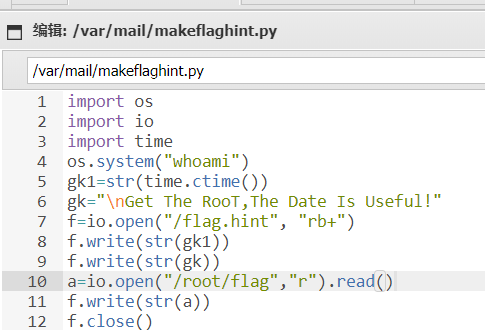 编辑: /var/mail/makeflaghint.py
/var/mail/makeflaghint.py
1 import os
2 import io
3 import time
4 os.system("whoami")
5 gk1=str(time.ctime())
6 gk="\nGet The RooT,The Date Is Useful!"
7 f=io.open("/flag.hint", "rb+")
8 f.write(str(gk1))
9 f.write(str(gk))
10 a=io.open("/root/flag","r").read()
11 f.write(str(a))
12 f.close()